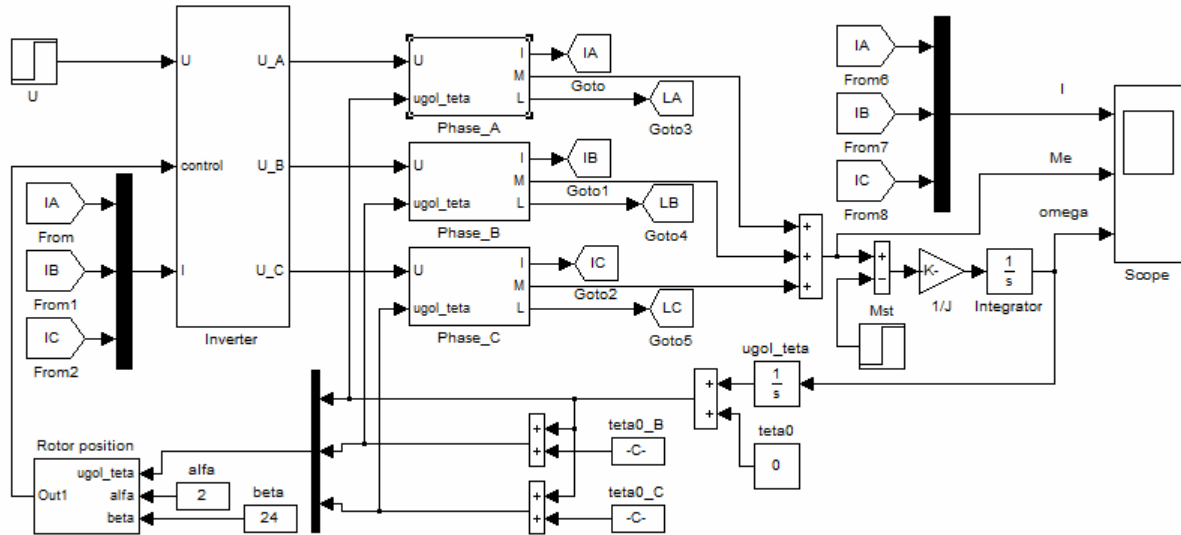 U
U
control
I
U_A
U_B
U_C
Inverter
IA
From
IB
From1
IC
From2
U
ugol_teta
I
M
L
Phase_A
IA
Goto
LA
Goto3
U
ugol_teta
I
M
L
Phase_B
IB
Goto1
LB
Goto4
U
ugol_teta
I
M
L
Phase_C
IC
Goto2
LC
Goto5
+
+
+
IA
From6
IB
From7
IC
From8
I
Me
omega
Scope
+
−
Mst
K-
1/J
1
s
Integrator
ugol_teta
1
s
+
+
teta0
0
+
+
teta0_B
-C-
+
+
teta0_C
-C-
Rotor position
ugol_teta
Out1
alfa
beta
alfa
2
beta
24